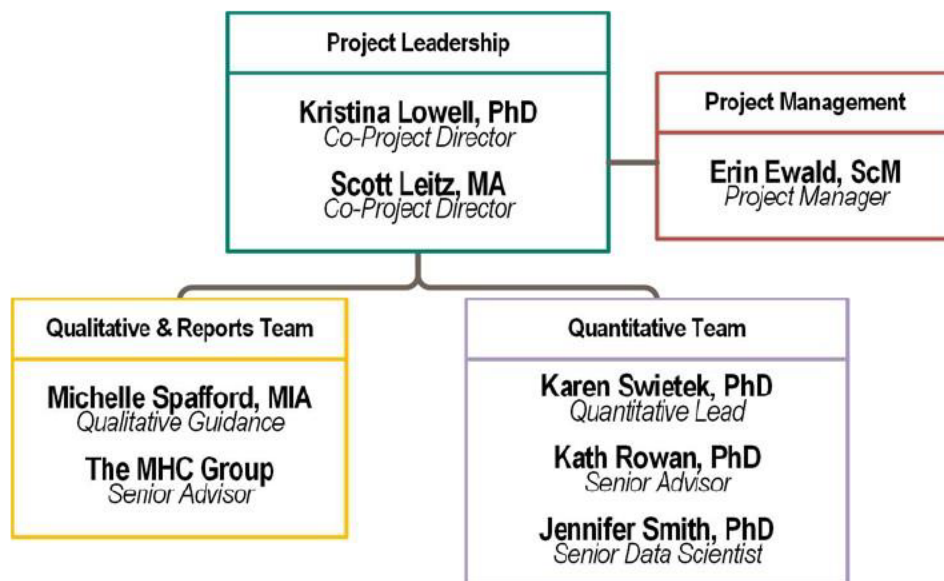 Project Leadership
Kristina Lowell, PhD
Co-Project Director
Scott Leitz, MA
Co-Project Director
Project Management
Erin Ewald, ScM
Project Manager
Qualitative & Reports Team
Michelle Spafford, MIA
Qualitative Guidance
The MHC Group
Senior Advisor
Quantitative Team
Karen Swietek, PhD
Quantitative Lead
Kath Rowan, PhD
Senior Advisor
Jennifer Smith, PhD
Senior Data Scientist